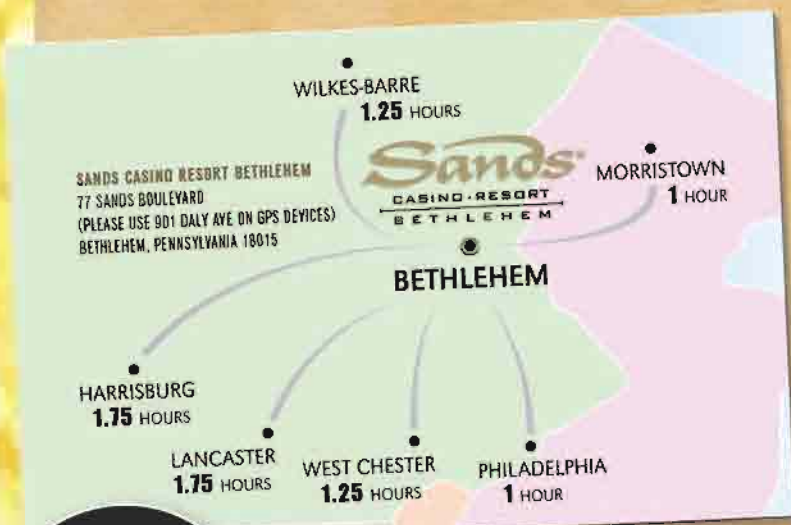 WILKES-BARRE
1.25 HOURS
SANDS CASINO RESORT BETHLEHEM
77 SANDS BOULEVARD
(PLEASE USE 901 DALY AVE ON GPS DEVICES)
BETHLEHEM, PENNSYLVANIA 18015
Sands®
CASINO•RESORT
BETHLEHEM
MORRISTOWN
1 HOUR
BETHLEHEM
HARRISBURG
1.75 HOURS
LANCASTER
1.75 HOURS
WEST CHESTER
1.25 HOURS
PHILADELPHIA
1 HOUR